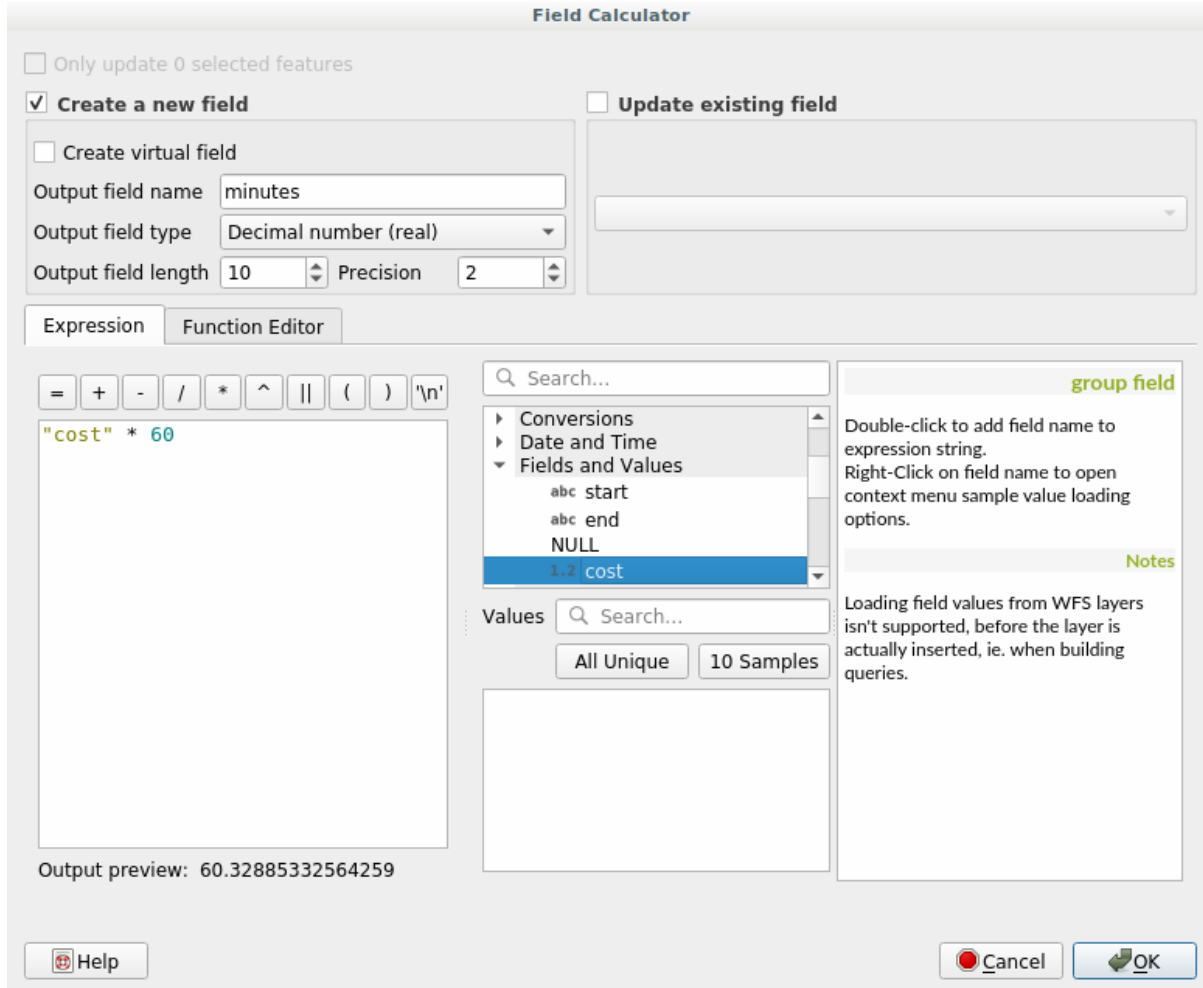 Field Calculator
Only update 0 selected features
Create a new field
Update existing field
Create virtual field
Output field name minutes
Output field type Decimal number (real)
Output field length 10 Precision 2
Expression Function Editor
= + - / * ^ || ( ) '\n'
"cost" * 60
Output preview: 60.32885332564259
Search...
Conversions
Date and Time
Fields and Values
abc start
abc end
NULL
1.2 cost
Values Search...
All Unique 10 Samples
group field
Double-click to add field name to
expression string.
Right-Click on field name to open
context menu sample value loading
options.
Notes
Loading field values from WFS layers
isn't supported, before the layer is
actually inserted, ie. when building
queries.
Help Cancel OK